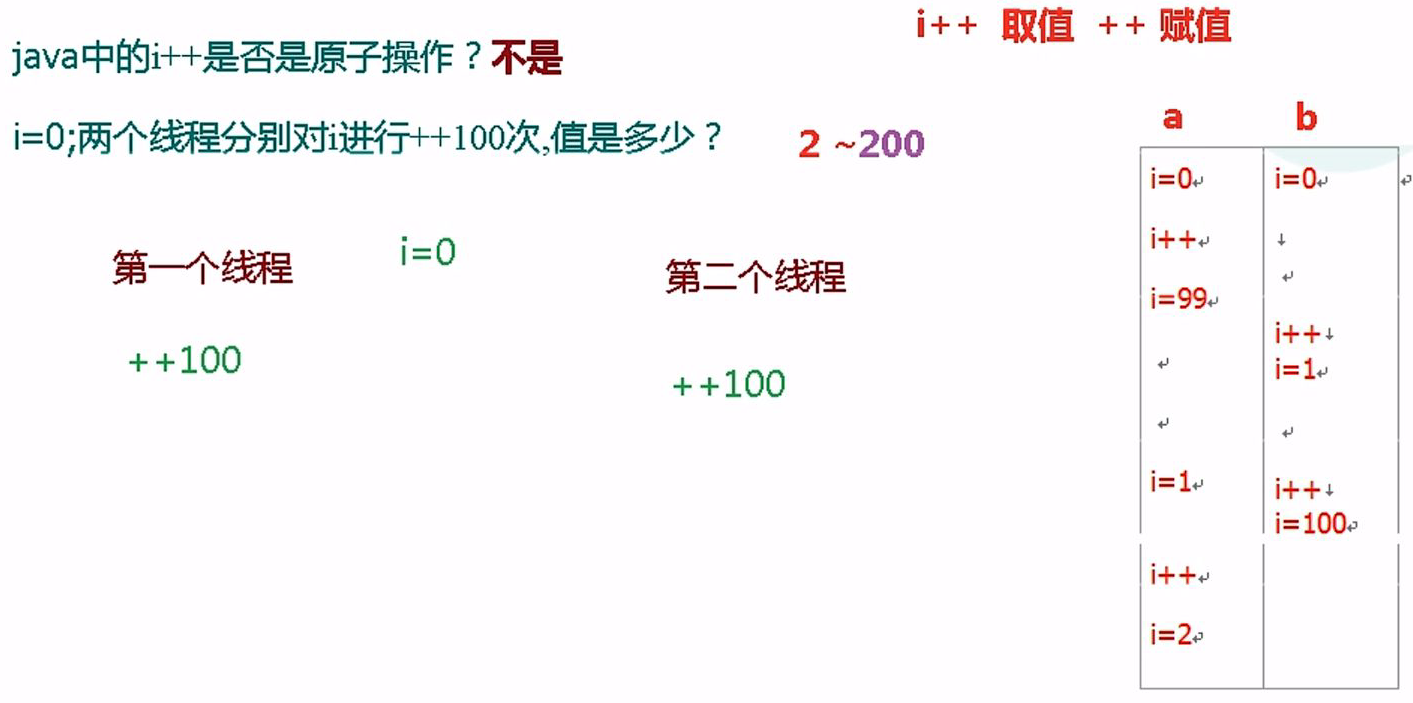 i++ 取值 ++ 赋值
java中的i++是否是原子操作？不是
i=0;两个线程分别对i进行++100次,值是多少？ 2 ~200
第一个线程
i=0
第二个线程
++100
++100
a b
i=0↵ i=0↵ ↵
i++↵ ↓
↵
i=99↵
i++↓
↵ i=1↵
↵ ↵
i=1↵ i++↓
i=100↵
i++↵
i=2↵